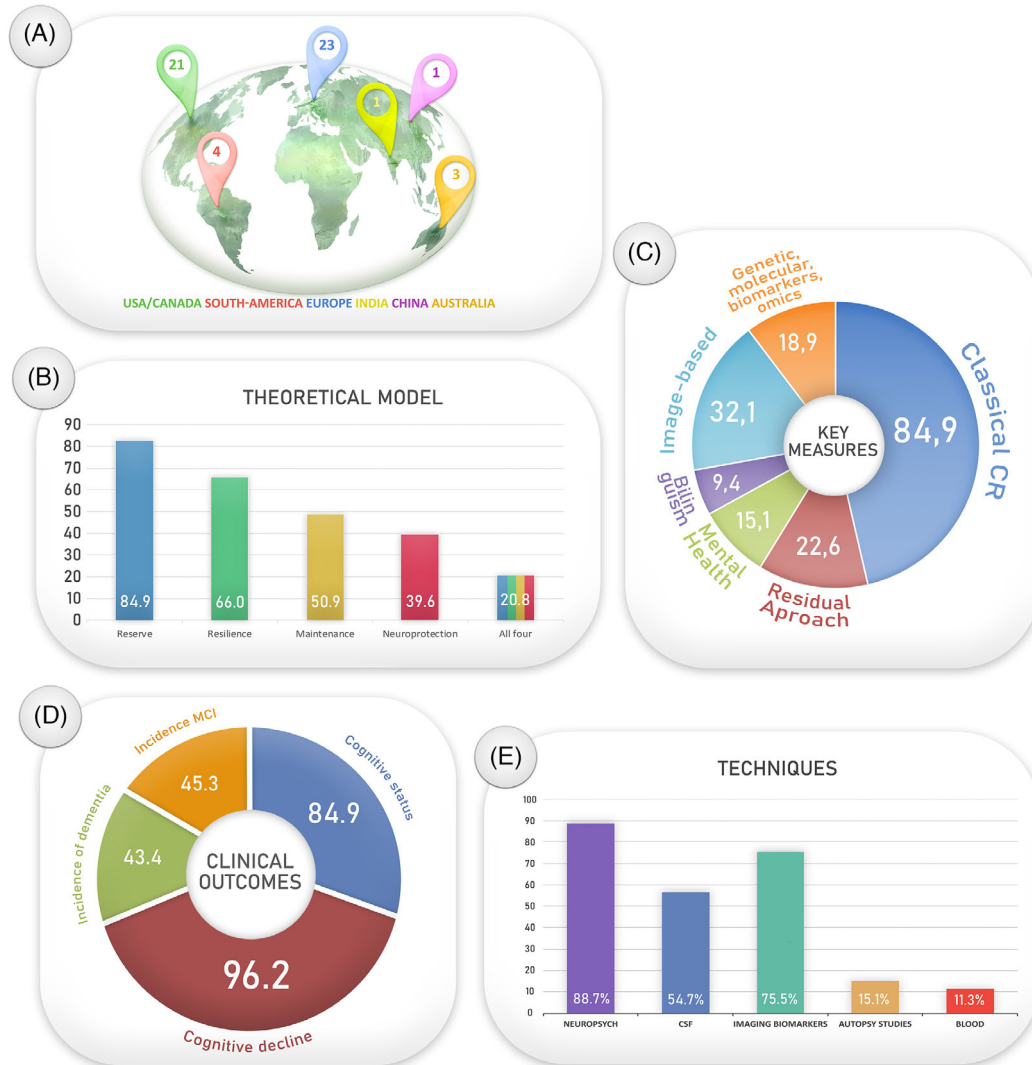 (A)
21
23
1
1
4
3
USA/CANADA SOUTH-AMERICA EUROPE INDIA CHINA AUSTRALIA
(B)
THEORETICAL MODEL
90
80
70
60
50
40
30
20
10
0
84.9
66.0
50.9
39.6
20.8
Reserve
Resilience
Maintenance
Neuroprotection
All four
(C)
Genetic,
molecular,
biomarkers,
omics
18,9
Image-based
32,1
Classical CR
84,9
KEY
MEASURES
Bilin
guism
9,4
Mental
Health
15,1
22,6
Residual
Aproach
(D)
Incidence MCI
45.3
Cognitive status
84.9
Incidence of dementia
43.4
CLINICAL
OUTCOMES
96.2
Cognitive decline
(E)
TECHNIQUES
100
90
80
70
60
50
40
30
20
10
0
88.7%
54.7%
75.5%
15.1%
11.3%
NEUROPSYCH
CSF
IMAGING BIOMARKERS
AUTOPSY STUDIES
BLOOD